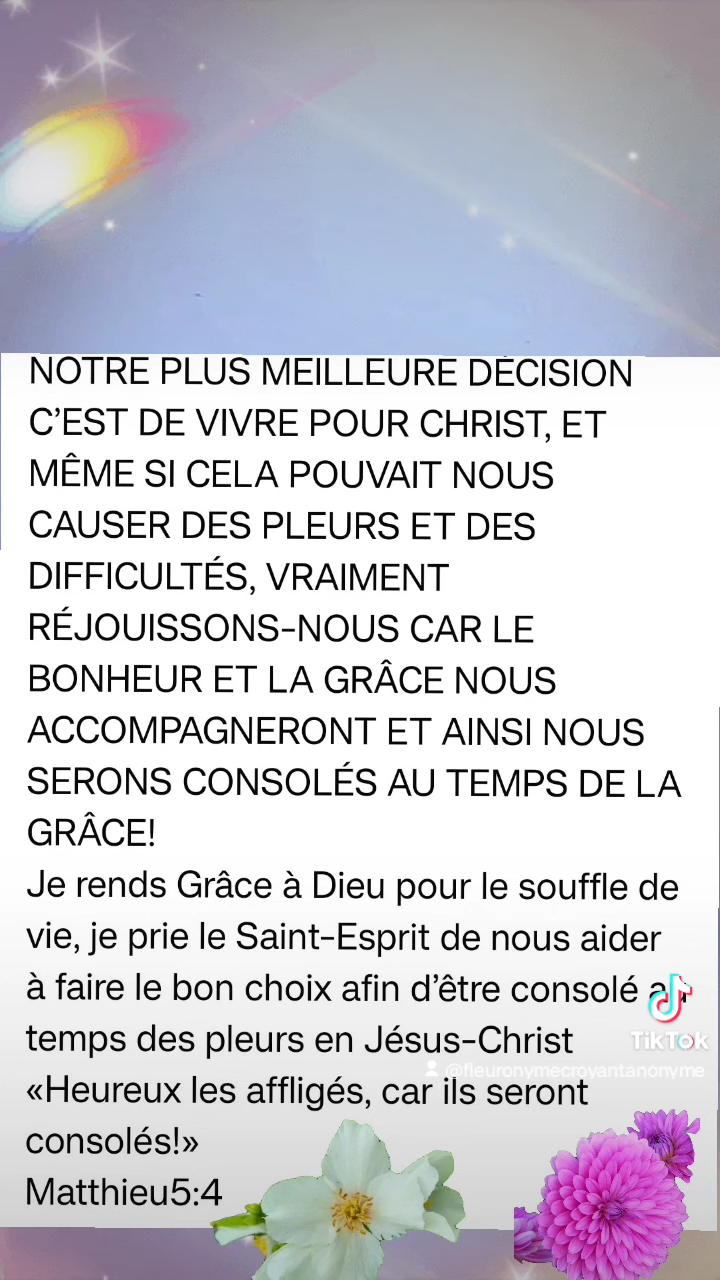 NOTRE PLUS MEILLEURE DÉCISION
C’EST DE VIVRE POUR CHRIST, ET
MÊME SI CELA POUVAIT NOUS
CAUSER DES PLEURS ET DES
DIFFICULTÉS, VRAIMENT
RÉJOUISSONS-NOUS CAR LE
BONHEUR ET LA GRÂCE NOUS
ACCOMPAGNERONT ET AINSI NOUS
SERONS CONSOLÉS AU TEMPS DE LA
GRÂCE!
Je rends Grâce à Dieu pour le souffle de
vie, je prie le Saint-Esprit de nous aider
à faire le bon choix afin d’être consolé au
temps des pleurs en Jésus-Christ
TikTok
@fleuronymecroyantanonyme
«Heureux les affligés, car ils seront
consolés!»
Matthieu5:4